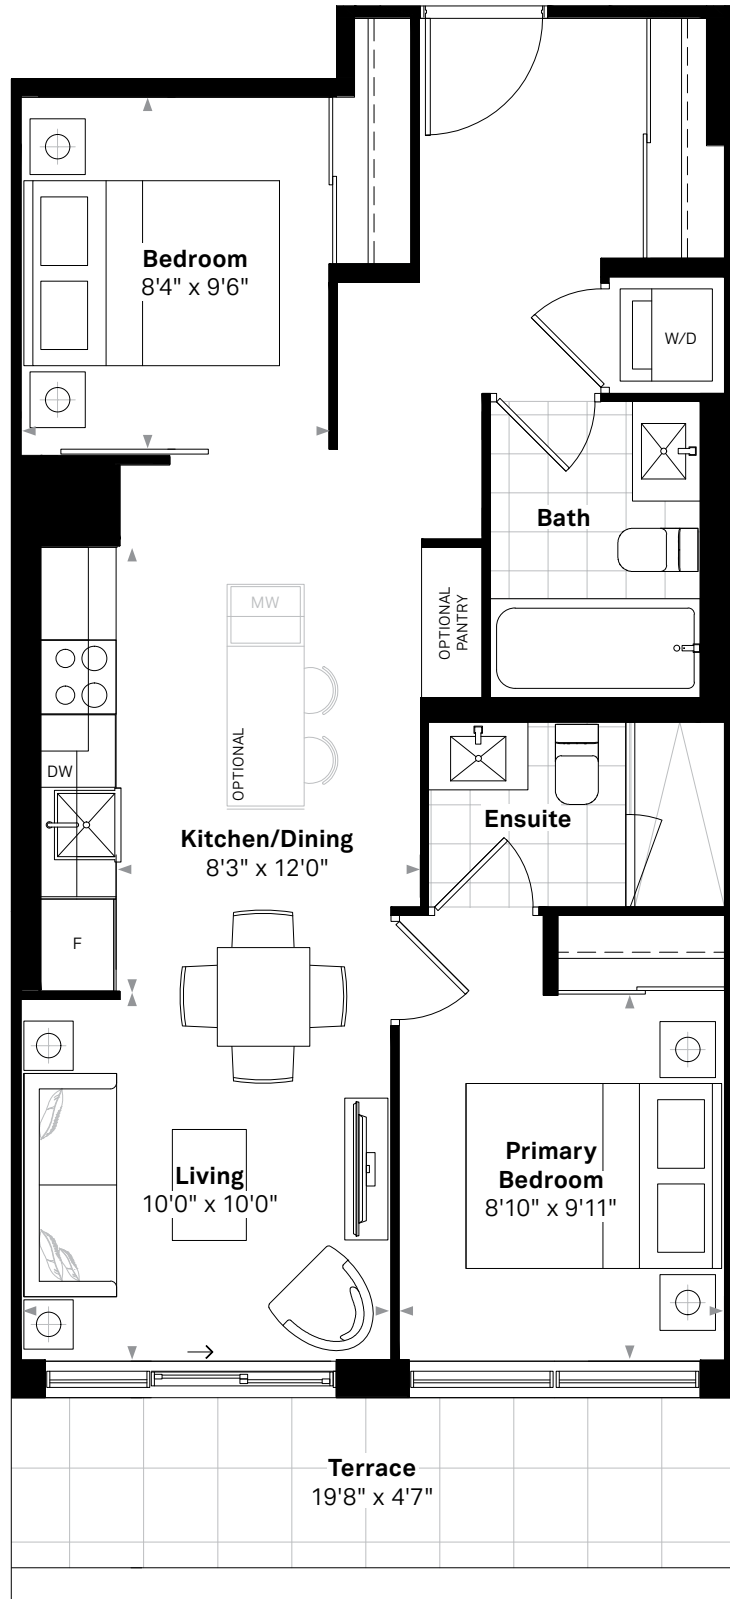 Bedroom
8'4" x 9'6"
W/D
Bath
OPTIONAL
PANTRY
MW
OPTIONAL
DW
Ensuite
Kitchen/Dining
8'3" x 12'0"
F
Primary
Bedroom
8'10" x 9'11"
Living
10'0" x 10'0"
Terrace
19'8" x 4'7"